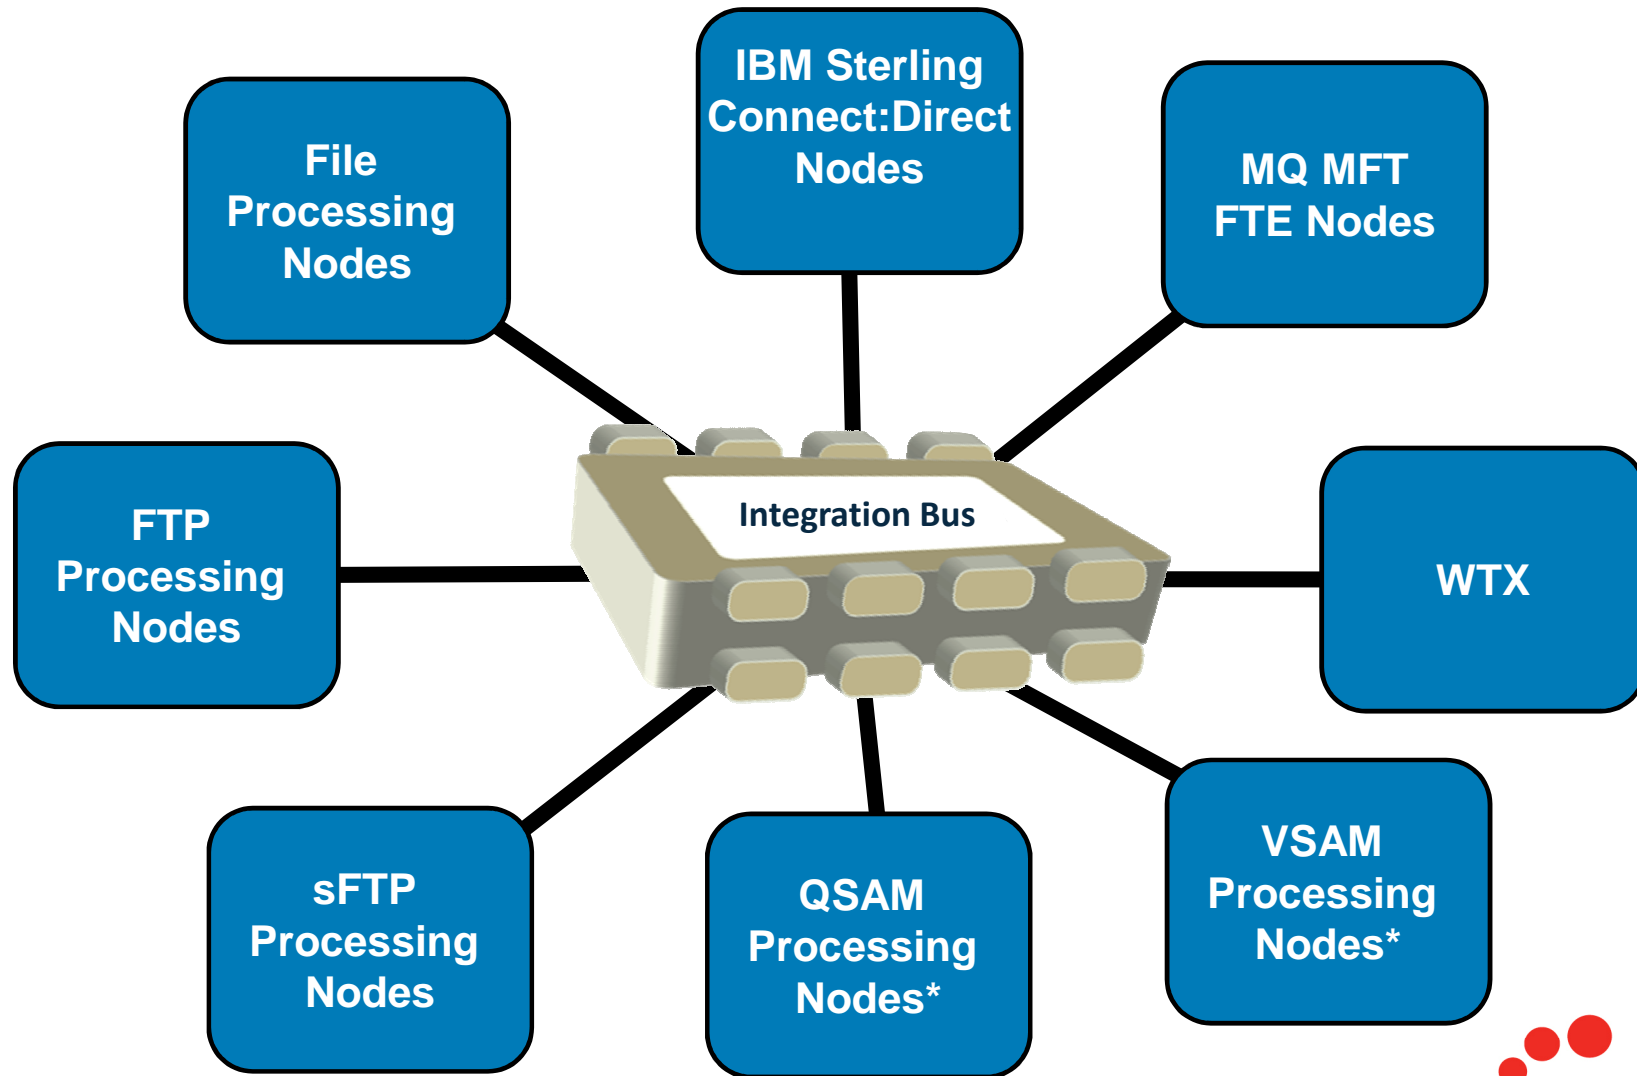 IBM Sterling
Connect:Direct
Nodes
File
Processing
Nodes
MQ MFT
FTE Nodes
Integration Bus
FTP
Processing
Nodes
WTX
sFTP
Processing
Nodes
QSAM
Processing
Nodes*
VSAM
Processing
Nodes*